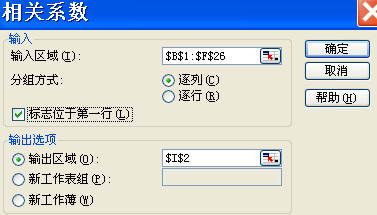 相关系数
输入
输入区域(I):
$B$1:$F$26
确定
分组方式:
逐列(C)
取消
逐行(R)
帮助(H)
标志位于第一行(L)
输出选项
输出区域(O):
$I$2
新工作表组(P):
新工作薄(W)